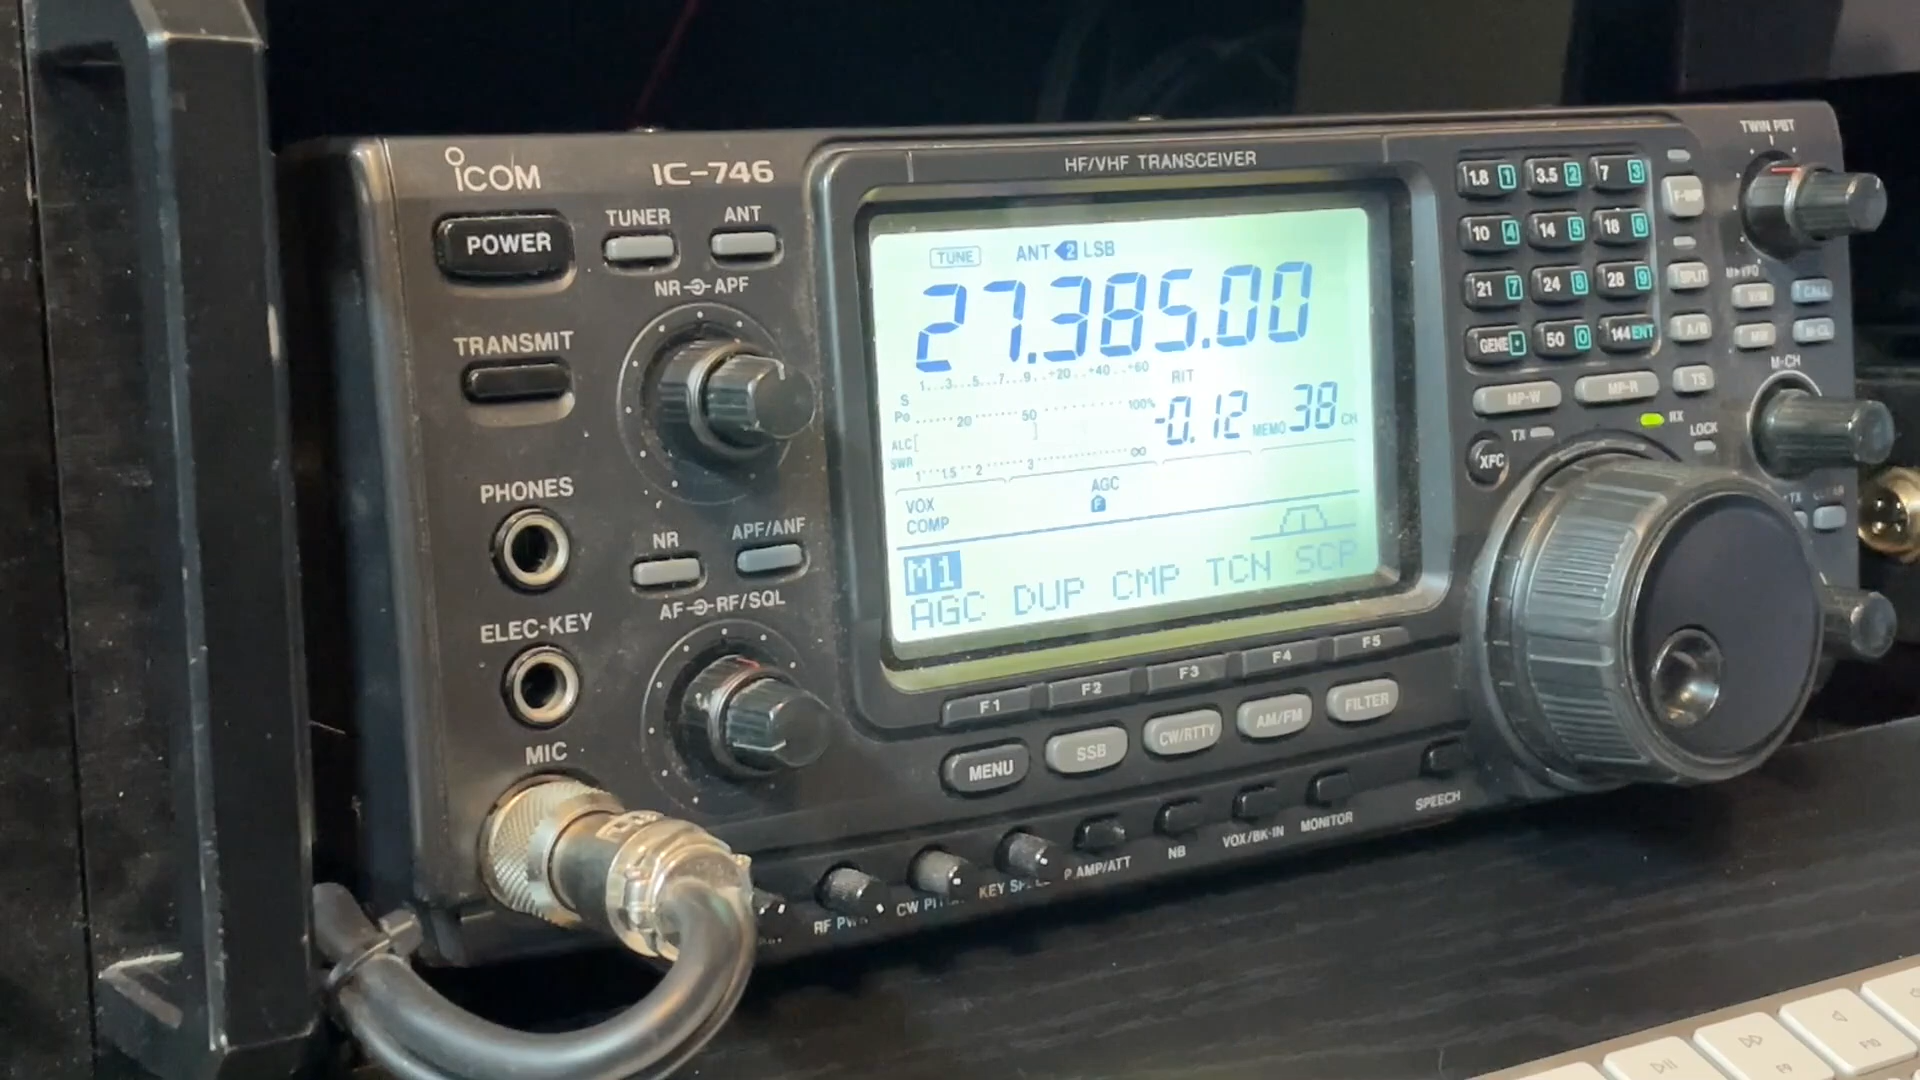 ICOM
IC-746
HF/VHF TRANSCEIVER
TWIN PBT
POWER
TUNER
ANT
NR APF
TRANSMIT
PHONES
NR
APF/ANF
AF RF/SQL
ELEC-KEY
MIC
TUNE ANT 2 LSB
27.385.00
1...3...5...7...9...+20...+40...+60
S
Po 20 50 100%
ALC
SWR 1 1.5 2 3 ∞
RIT
-0.12 MEMO 38 CH
VOX
COMP
AGC
F
M1
AGC DUP CMP TCN SCP
F1 F2 F3 F4 F5
MENU SSB CW/RTTY AM/FM FILTER
RF PWR CW KEY P.AMP/ATT NB VOX/BK-IN MONITOR SPEECH
1.8 1 3.5 2 7 3
10 4 14 5 18 6
21 7 24 8 28 9
GENE • 50 0 144 ENT
SPLIT
A/B
CALL
M-CL
MW
M-CH
MP-W MP-R TS
TX RX
LOCK
XFC
F9
F10